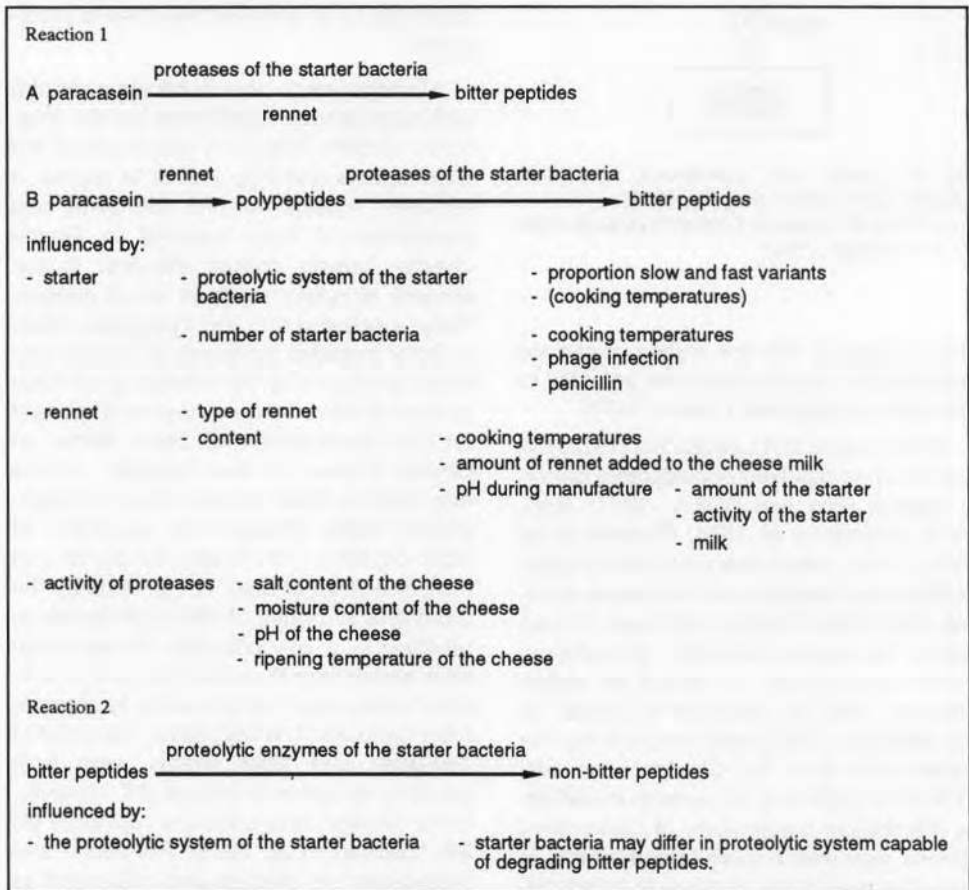 Reaction 1
proteases of the starter bacteria
A paracasein bitter peptides
rennet
rennet proteases of the starter bacteria
B paracasein polypeptides bitter peptides
influenced by:
- starter - proteolytic system of the starter - proportion slow and fast variants
bacteria - (cooking temperatures)
- number of starter bacteria - cooking temperatures
- phage infection
- penicillin
- rennet - type of rennet
- content - cooking temperatures
- amount of rennet added to the cheese milk
- pH during manufacture - amount of the starter
- activity of the starter
- milk
- activity of proteases - salt content of the cheese
- moisture content of the cheese
- pH of the cheese
- ripening temperature of the cheese
Reaction 2
proteolytic enzymes of the starter bacteria
bitter peptides non-bitter peptides
influenced by:
- the proteolytic system of the starter bacteria - starter bacteria may differ in proteolytic system capable
of degrading bitter peptides.